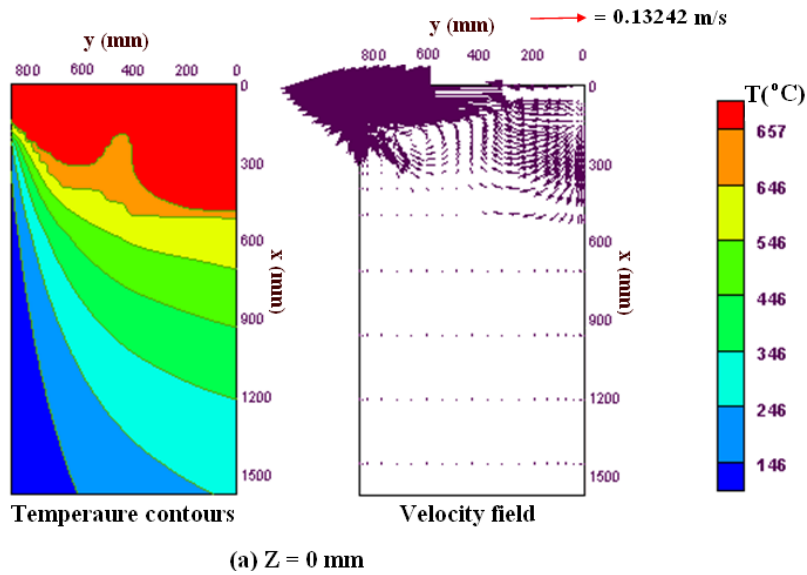 = 0.13242 m/s
y (mm)
y (mm)
800 600 400 200 0
800 600 400 200 0
0
300
600
900
1200
1500
x (mm)
0
300
600
900
1200
1500
x (mm)
T(°C)
657
646
546
446
346
246
146
Temperaure contours
Velocity field
(a) Z = 0 mm